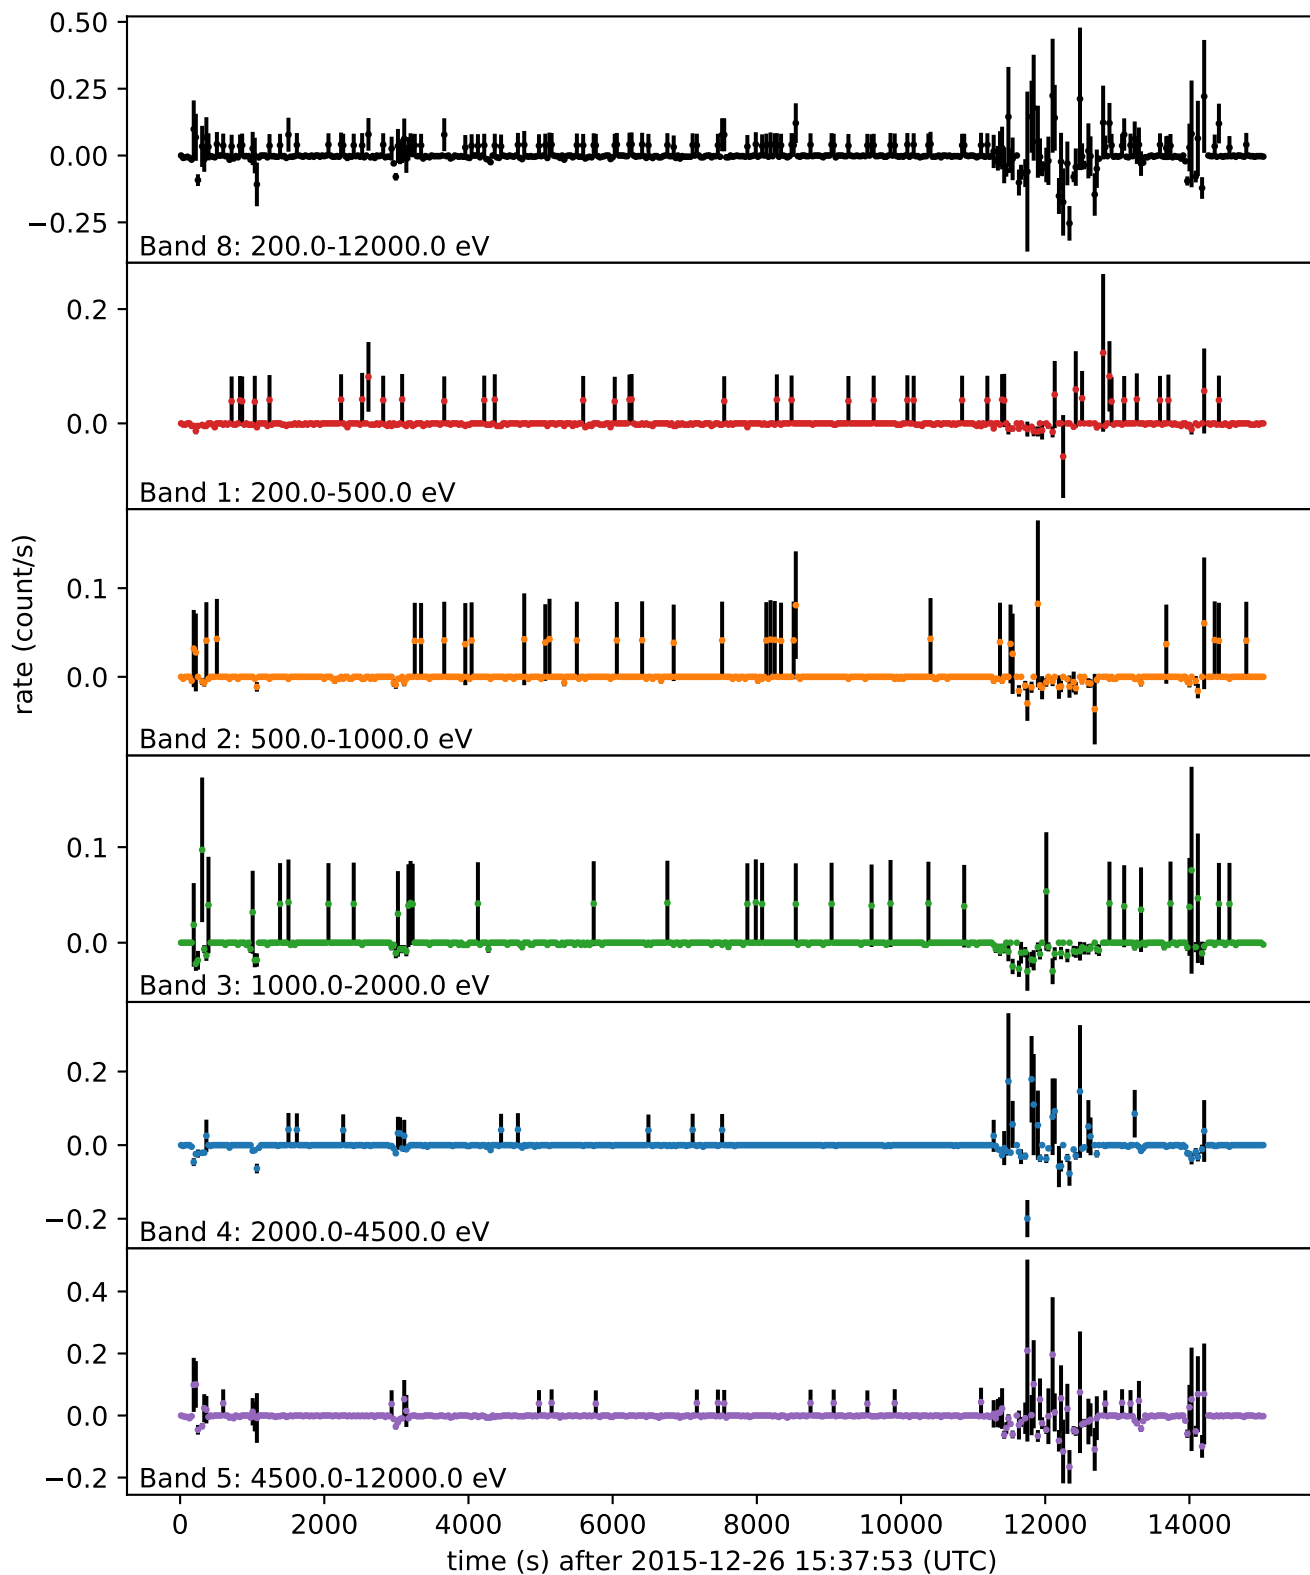 0.50
0.25
0.00
−0.25
Band 8: 200.0-12000.0 eV
0.2
0.0
Band 1: 200.0-500.0 eV
rate (count/s)
0.1
0.0
Band 2: 500.0-1000.0 eV
0.1
0.0
Band 3: 1000.0-2000.0 eV
0.2
0.0
−0.2
Band 4: 2000.0-4500.0 eV
0.4
0.2
0.0
−0.2
Band 5: 4500.0-12000.0 eV
0 2000 4000 6000 8000 10000 12000 14000
time (s) after 2015-12-26 15:37:53 (UTC)